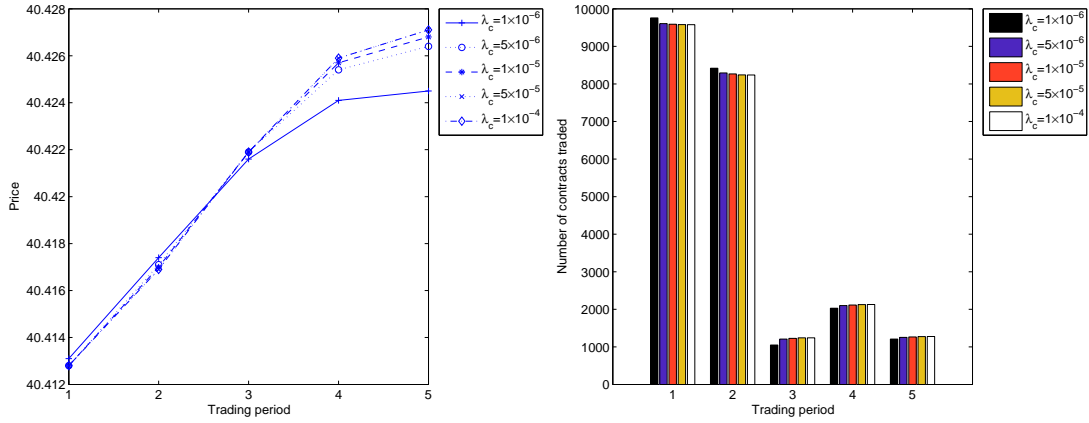 40.428
40.426
40.424
40.422
40.42
40.418
40.416
40.414
40.412
Price
1
2
3
4
5
Trading period
λc=1×10−6
λc=5×10−6
λc=1×10−5
λc=5×10−5
λc=1×10−4
10000
9000
8000
7000
6000
5000
4000
3000
2000
1000
0
Number of contracts traded
1
2
3
4
5
Trading period
λc=1×10−6
λc=5×10−6
λc=1×10−5
λc=5×10−5
λc=1×10−4